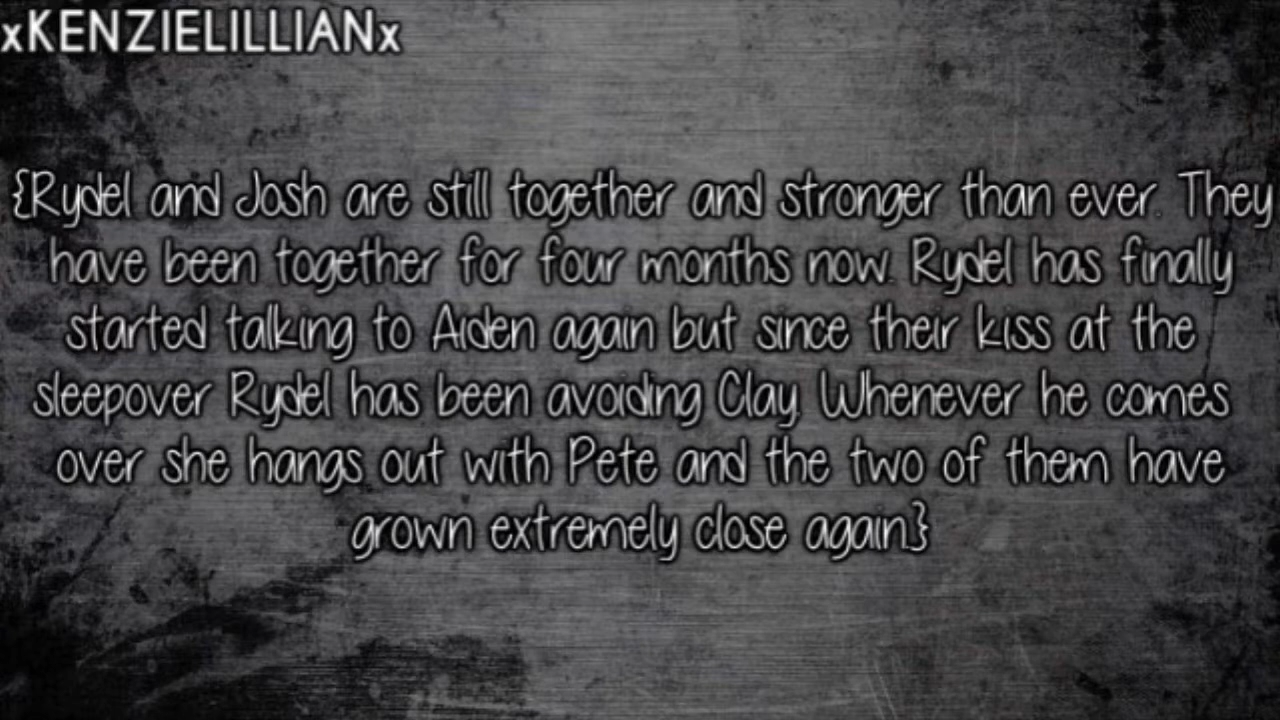 xKENZIELILLIANx
{Rydel and Josh are still together and stronger than ever. They
have been together for four months now. Rydel has finally
started talking to Aiden again but since their kiss at the
sleepover Rydel has been avoiding Clay. Whenever he comes
over she hangs out with Pete and the two of them have
grown extremely close again.}